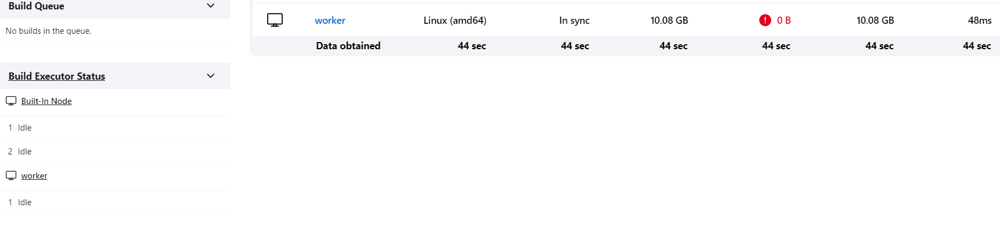 Build Queue
No builds in the queue.
Build Executor Status
Built-In Node
1 Idle
2 Idle
worker
1 Idle
worker Linux (amd64) In sync 10.08 GB ! 0 B 10.08 GB 48ms
Data obtained 44 sec 44 sec 44 sec 44 sec 44 sec 44 sec